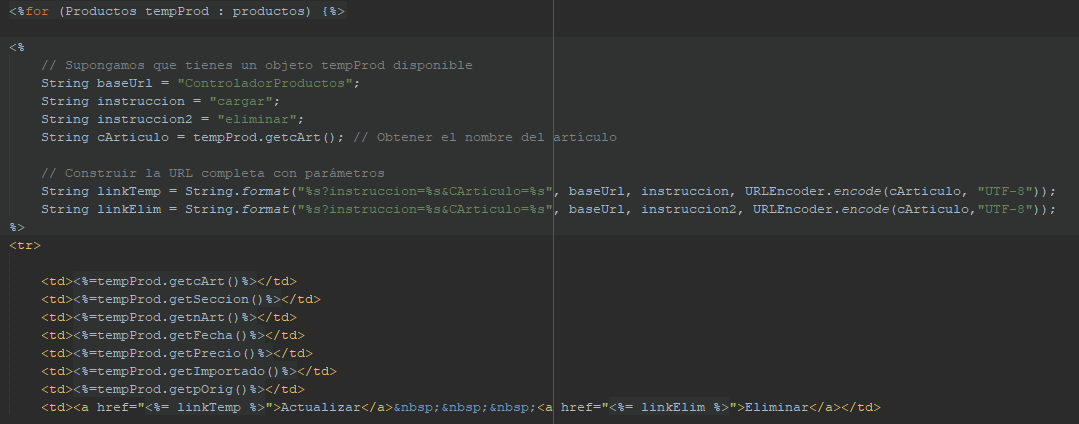 <%for (Productos tempProd : productos) {%>
<%
// Supongamos que tienes un objeto tempProd disponible
String baseUrl = "ControladorProductos";
String instruccion = "cargar";
String instruccion2 = "eliminar";
String cArticulo = tempProd.getcArt(); // Obtener el nombre del artículo
// Construir la URL completa con parámetros
String linkTemp = String.format("%s?instruccion=%s&CArticulo=%s", baseUrl, instruccion, URLEncoder.encode(cArticulo, "UTF-8"));
String linkElim = String.format("%s?instruccion=%s&CArticulo=%s", baseUrl, instruccion2, URLEncoder.encode(cArticulo,"UTF-8"));
%>
<tr>
<td><%=tempProd.getcArt()%></td>
<td><%=tempProd.getSeccion()%></td>
<td><%=tempProd.getnArt()%></td>
<td><%=tempProd.getFecha()%></td>
<td><%=tempProd.getPrecio()%></td>
<td><%=tempProd.getImportado()%></td>
<td><%=tempProd.getpOrig()%></td>
<td><a href="<%= linkTemp %>">Actualizar</a>&nbsp;&nbsp;&nbsp;<a href="<%= linkElim %>">Eliminar</a></td>